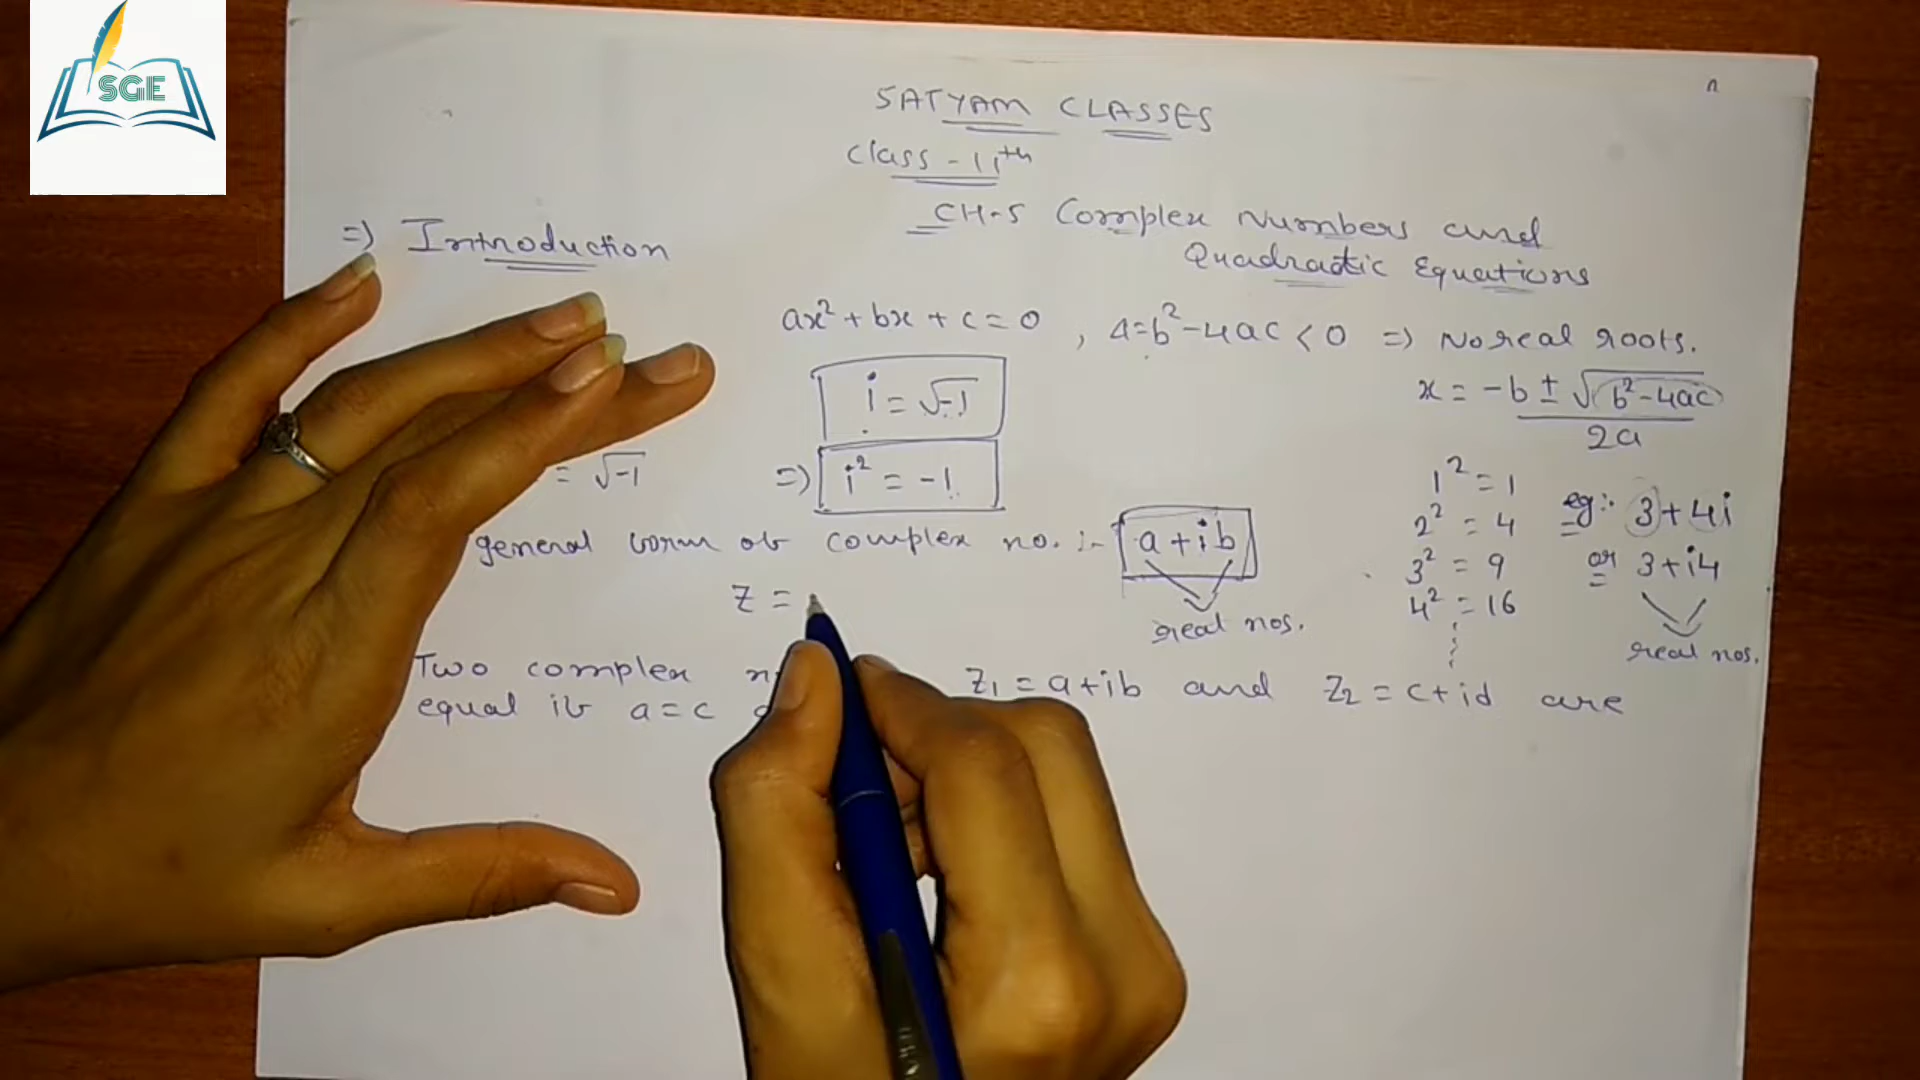 SGE
SATYAM CLASSES
Class - 11th
CH-5 Complex Numbers and
Quadratic Equations
=> Introduction
ax² + bx + c = 0 , D = b² - 4ac < 0 => No real roots.
x = -b ± √b² - 4ac
2a
i = √-1
= √-1
=> i² = -1
1² = 1
2² = 4
3² = 9
4² = 16
eg:- 3 + 4i
or 3 + i4
real nos.
general form of complex no. :- a + ib
real nos.
z =
Two complex z₁ = a + ib and z₂ = c + id are
equal if a = c